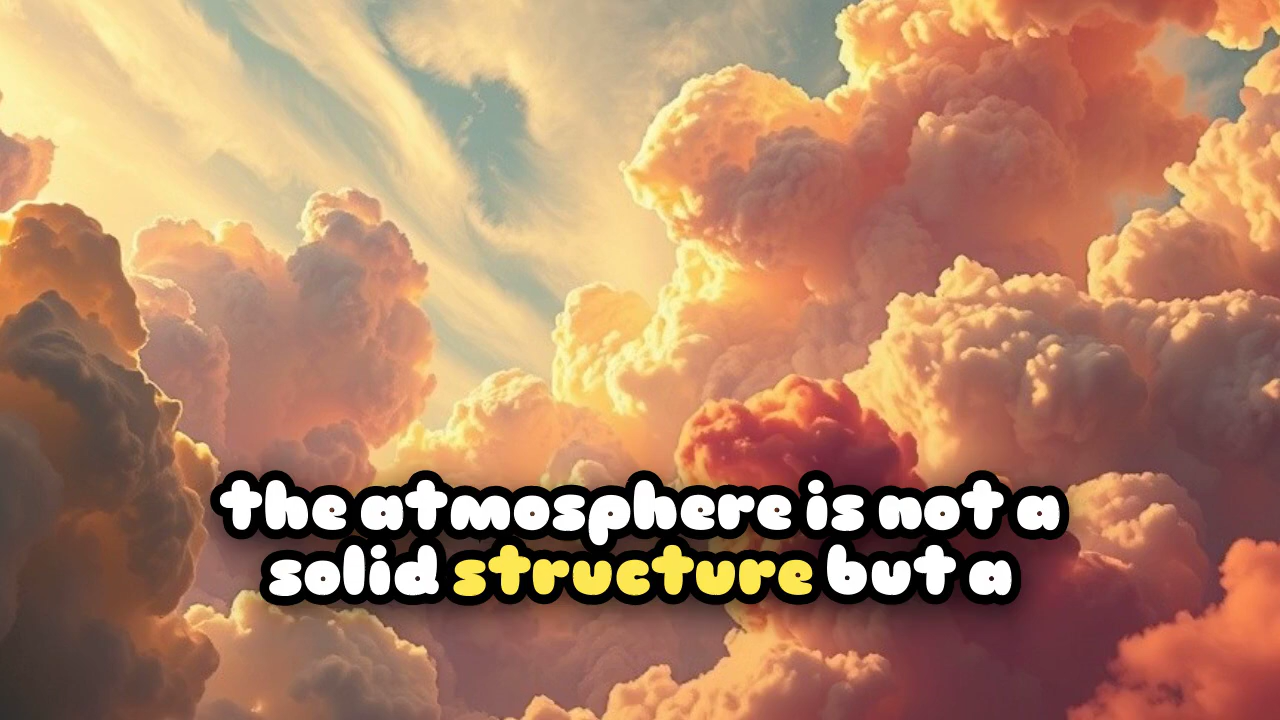 the atmosphere is not a
solid structure but a